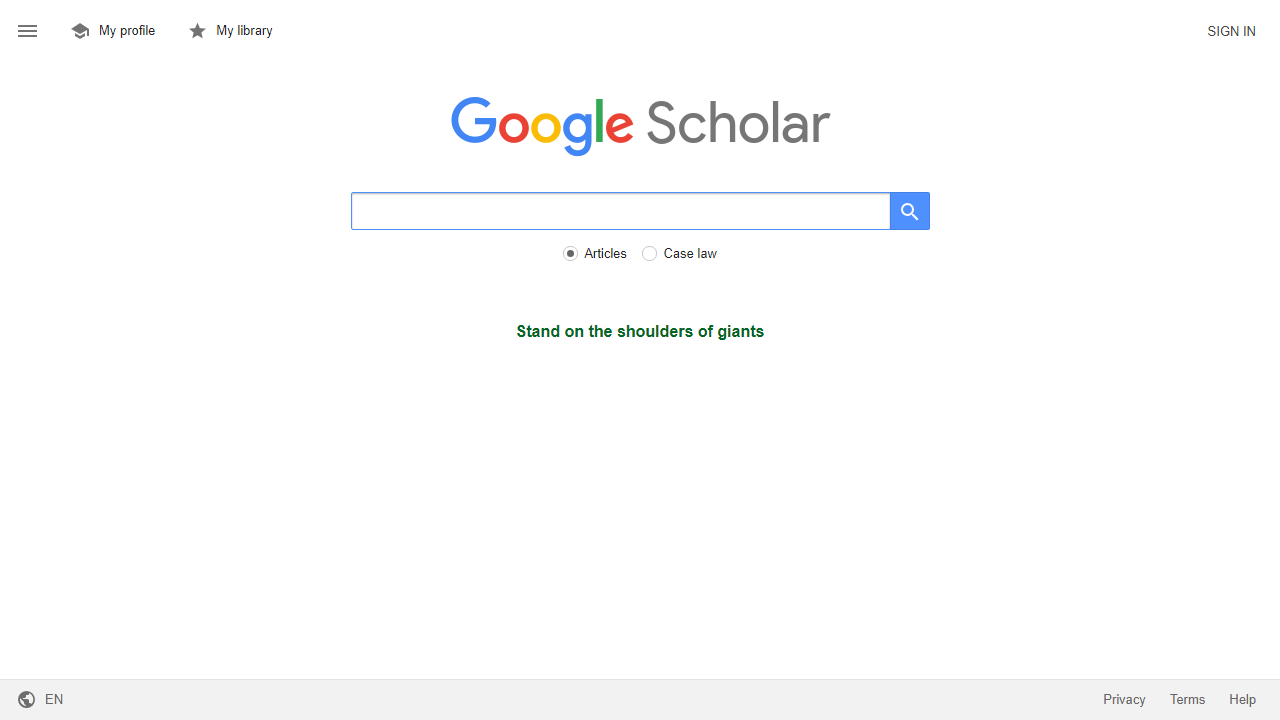 My profile
My library
SIGN IN
Google Scholar
Articles
Case law
Stand on the shoulders of giants
EN
Privacy
Terms
Help